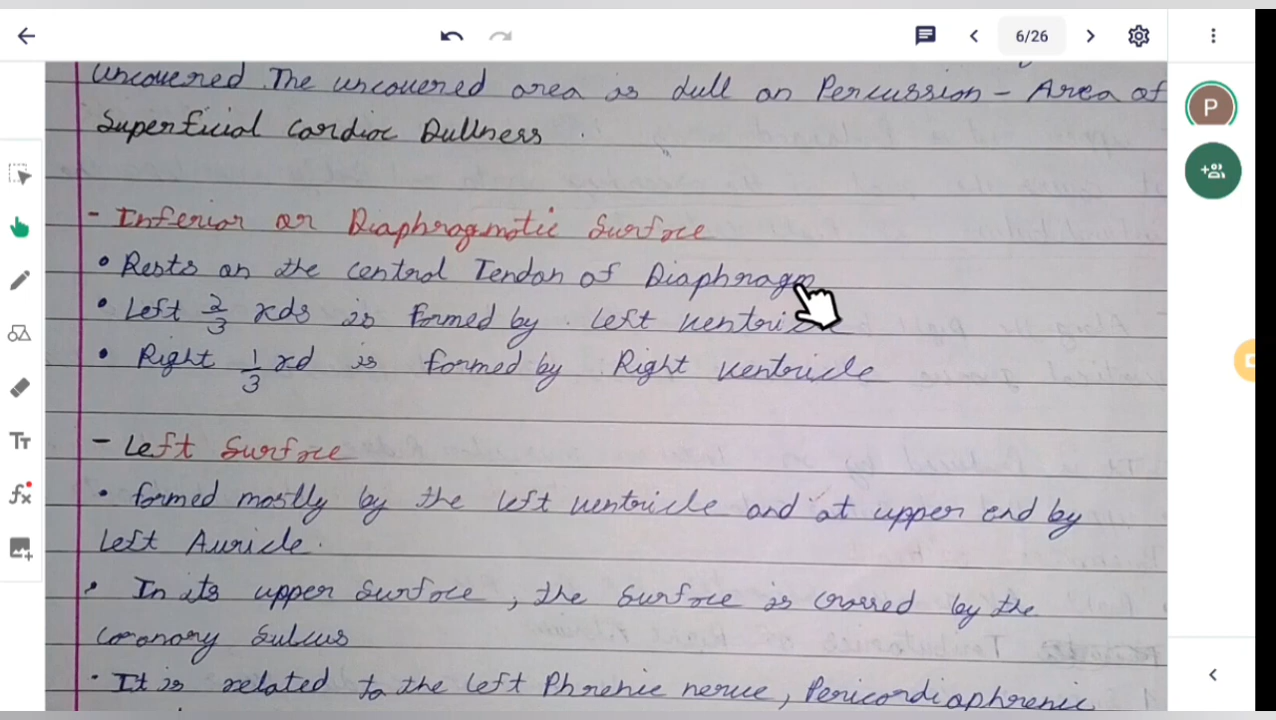 6/26
uncovered. The uncovered area is dull on Percussion - Area of
Superficial Cardiac Dullness.
- Inferior or Diaphragmatic Surface
• Rests on the central Tendon of Diaphragm
• Left 2/3 rds is formed by left ventricle
• Right 1/3 rd is formed by Right ventricle
- Left Surface
• formed mostly by the left ventricle and at upper end by
left Auricle.
• In its upper surface, the surface is crossed by the
coronary sulcus
• It is related to the left Phrenic nerve, Pericardiaphrenic
P
Tт
fx